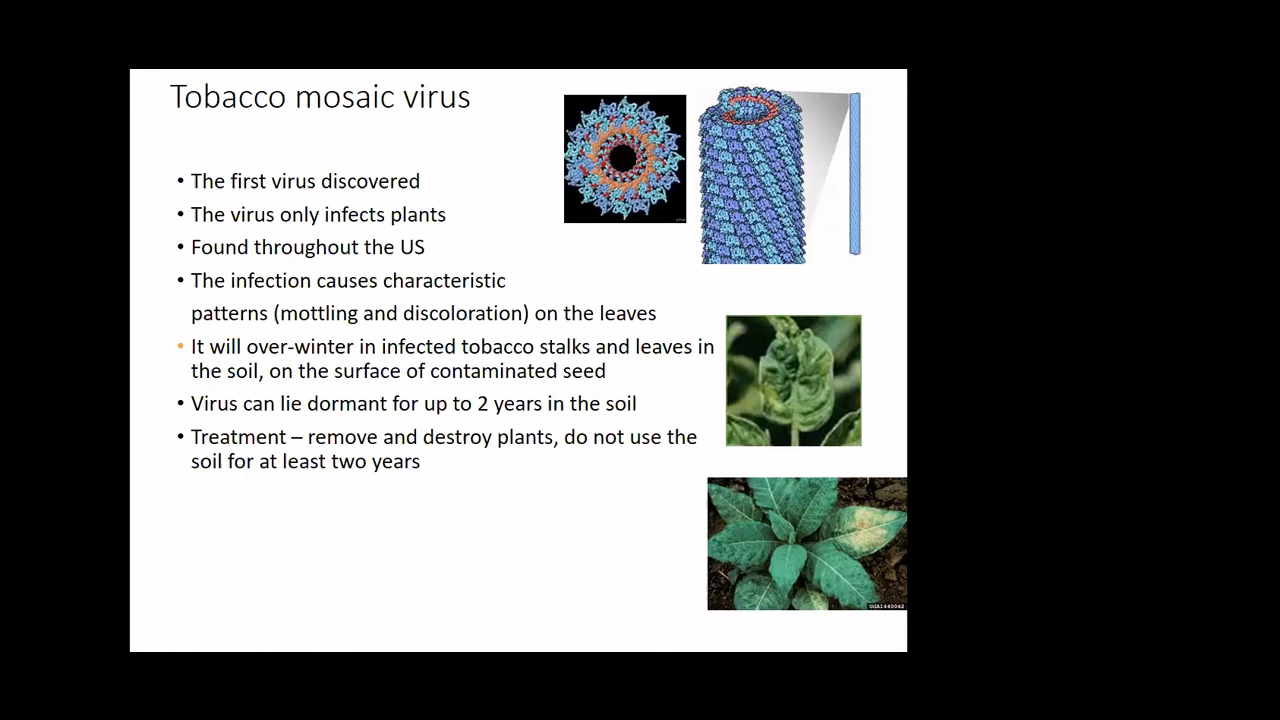 Tobacco mosaic virus
• The first virus discovered
• The virus only infects plants
• Found throughout the US
• The infection causes characteristic
patterns (mottling and discoloration) on the leaves
• It will over-winter in infected tobacco stalks and leaves in
the soil, on the surface of contaminated seed
• Virus can lie dormant for up to 2 years in the soil
• Treatment – remove and destroy plants, do not use the
soil for at least two years
UGA1440042